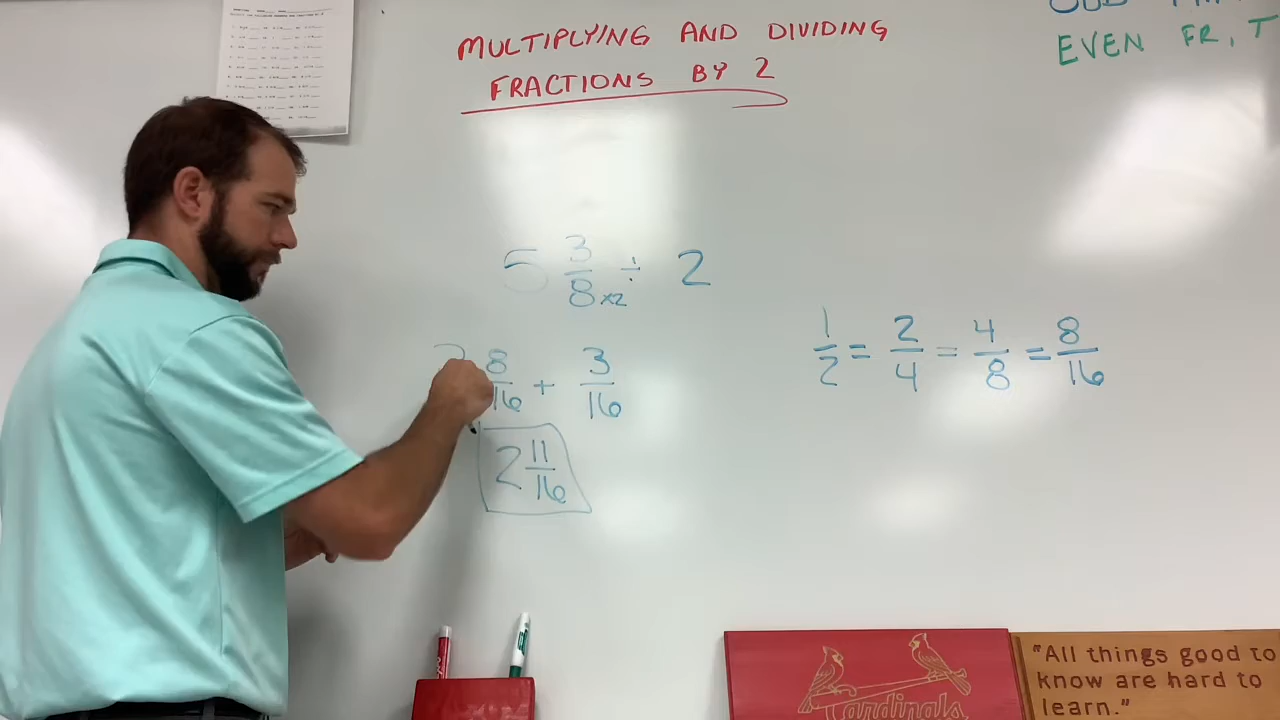 MULTIPLYING AND DIVIDING
FRACTIONS BY 2
EVEN FR, T
5 3/8 x2 ÷ 2
1/2 = 2/4 = 4/8 = 8/16
8/16 + 3/16
2 11/16
Cardinals
"All things good to
know are hard to
learn."